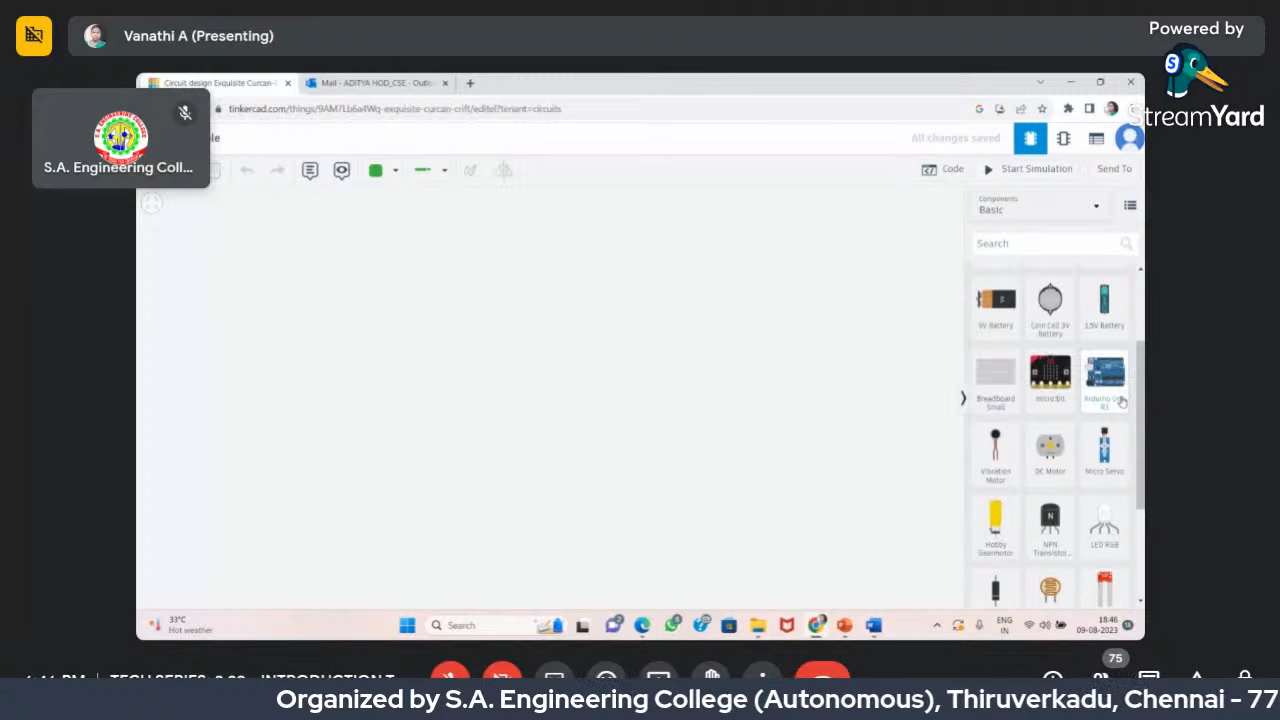 Vanathi A (Presenting)
Powered by
StreamYard
S.A. Engineering Coll...
Circuit design Exquisite Curcan-
Mail - ADITYA HOD_CSE - Outlo
tinkercad.com/things/9AM7Lb6a4Wq-exquisite-curcan-crift/editel?tenant=circuits
All changes saved
Code
Start Simulation
Send To
Components
Basic
Search
9V Battery
Coin Cell 3V
Battery
1.5V Battery
Breadboard
Small
micro:bit
Arduino Uno
R3
Vibration
Motor
DC Motor
Micro Servo
Hobby
Gearmotor
NPN
Transistor...
LED RGB
33°C
Hot weather
Search
ENG
IN
18:46
09-08-2023
75
Organized by S.A. Engineering College (Autonomous), Thiruverkadu, Chennai - 77